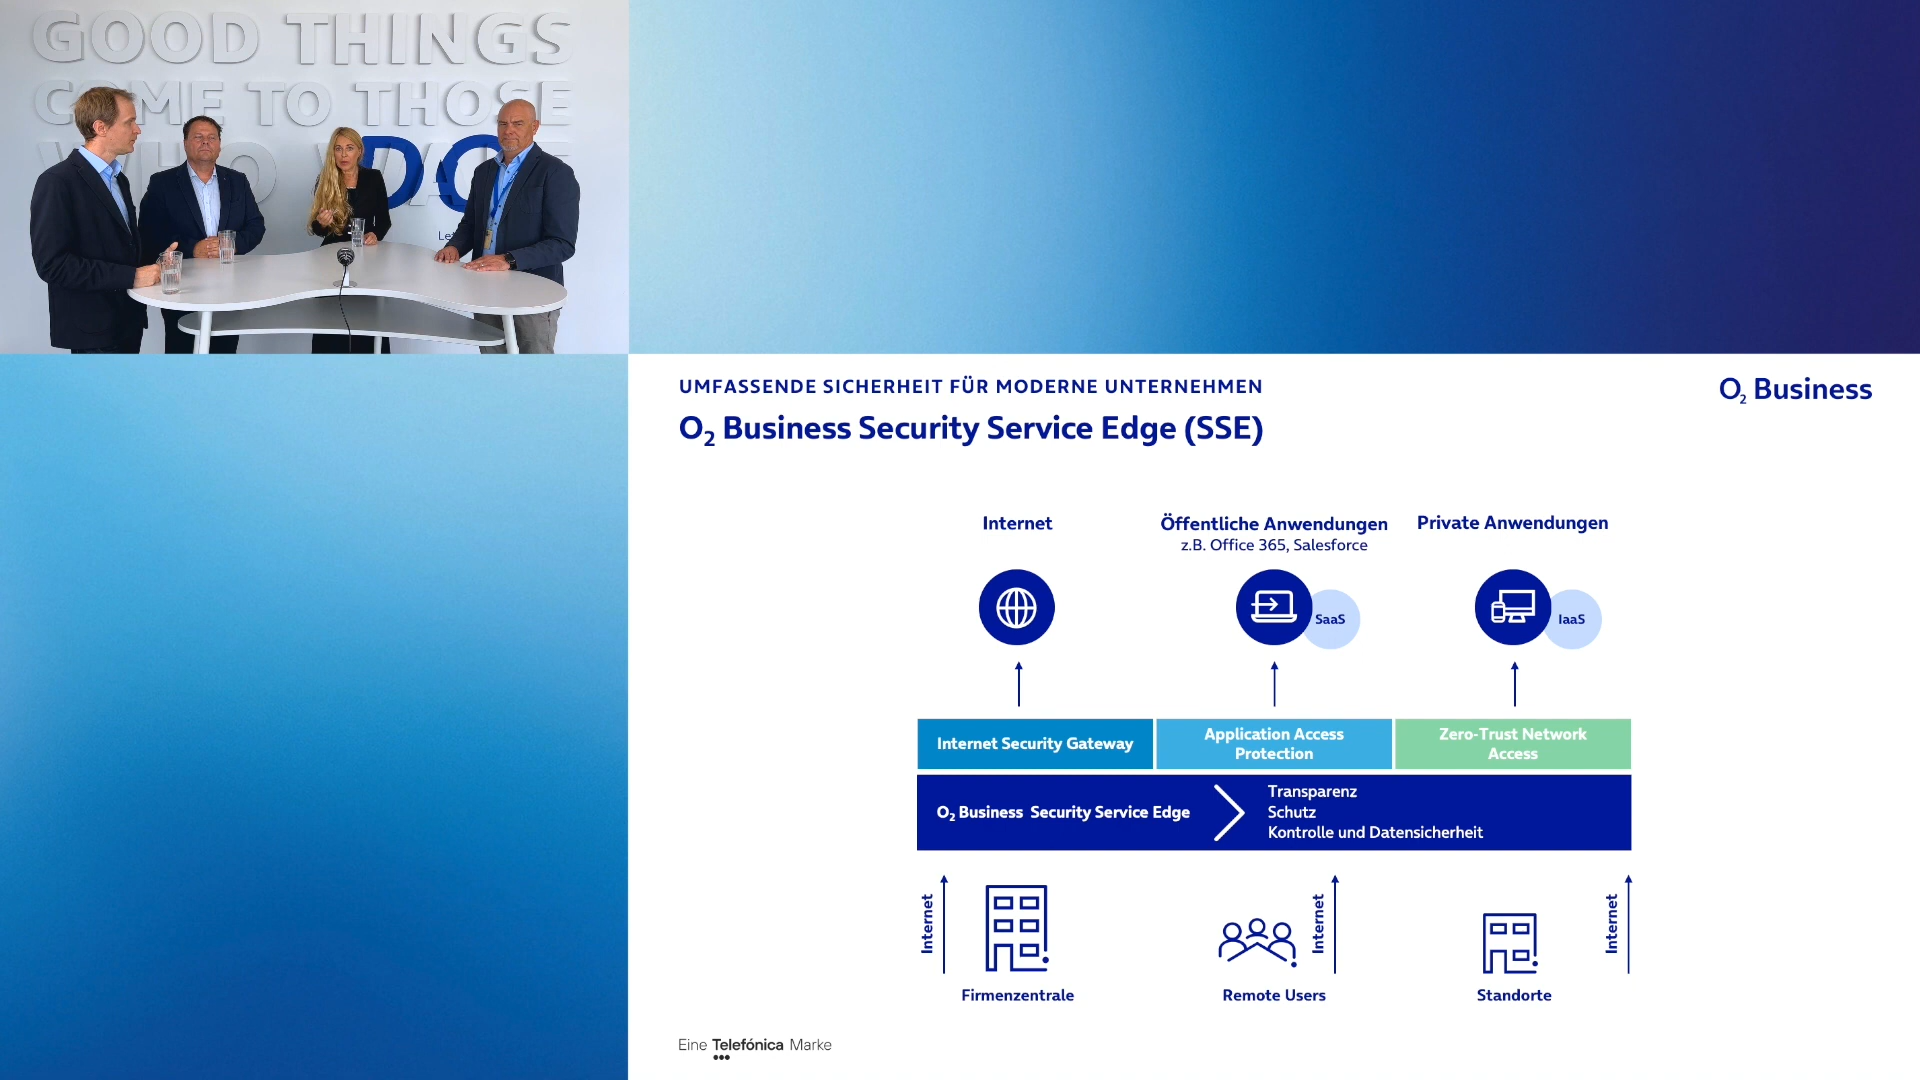 GOOD THINGS
COME TO THOSE
WHO
DO
UMFASSENDE SICHERHEIT FÜR MODERNE UNTERNEHMEN
O₂ Business Security Service Edge (SSE)
O₂ Business
Internet
Öffentliche Anwendungen
z.B. Office 365, Salesforce
Private Anwendungen
SaaS
IaaS
Internet Security Gateway
Application Access
Protection
Zero-Trust Network
Access
O₂ Business Security Service Edge
Transparenz
Schutz
Kontrolle und Datensicherheit
Internet
Internet
Internet
Firmenzentrale
Remote Users
Standorte
Eine Telefónica Marke